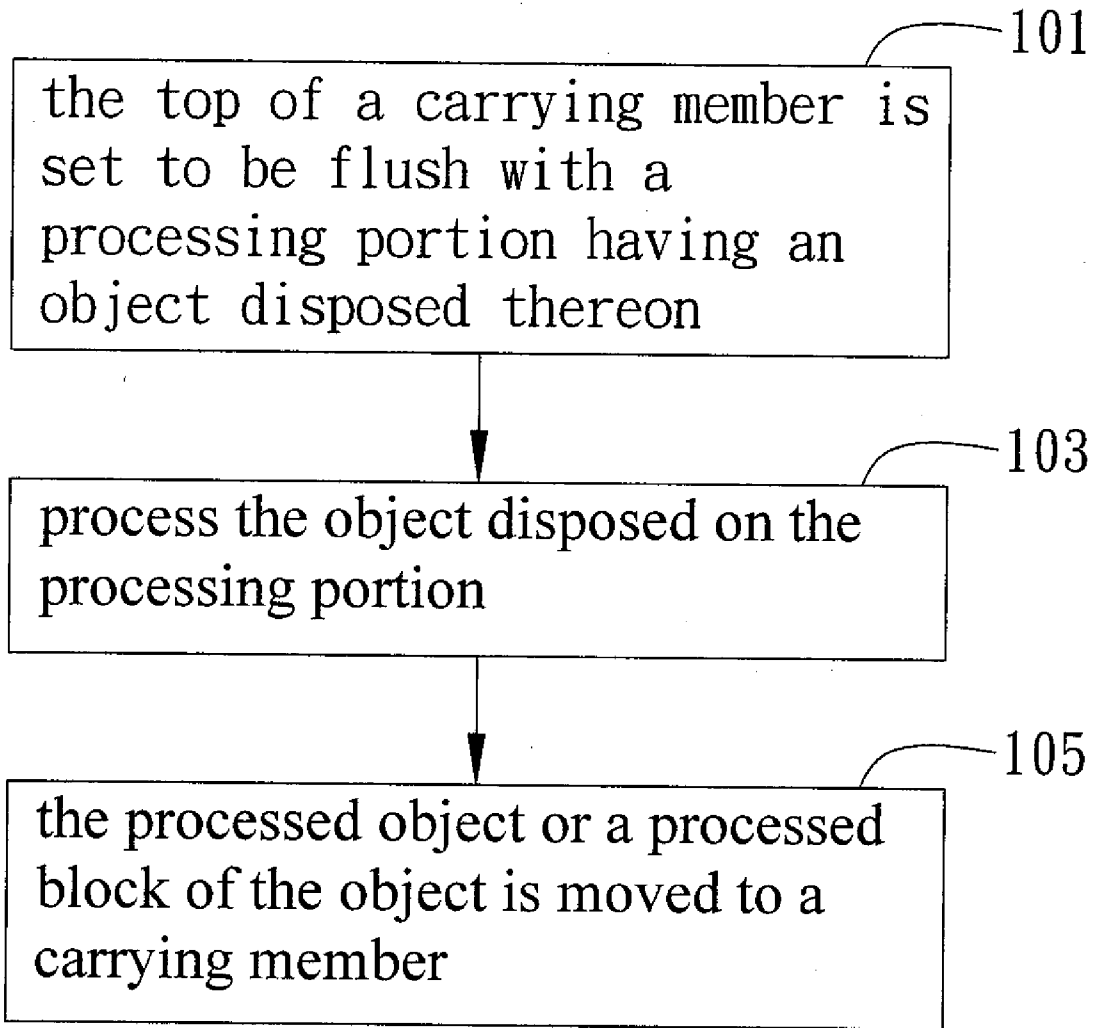 101
the top of a carrying member is
set to be flush with a
processing portion having an
object disposed thereon
103
process the object disposed on the
processing portion
105
the processed object or a processed
block of the object is moved to a
carrying member